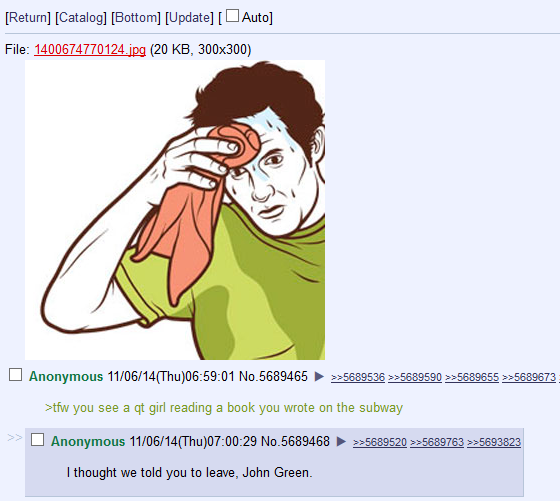 [Return] [Catalog] [Bottom] [Update] [ Auto]
File: 1400674770124.jpg (20 KB, 300x300)
Anonymous 11/06/14(Thu)06:59:01 No.5689465 ▶ >>5689536 >>5689590 >>5689655 >>5689673
>tfw you see a qt girl reading a book you wrote on the subway
>> Anonymous 11/06/14(Thu)07:00:29 No.5689468 ▶ >>5689520 >>5689763 >>5693823
I thought we told you to leave, John Green.